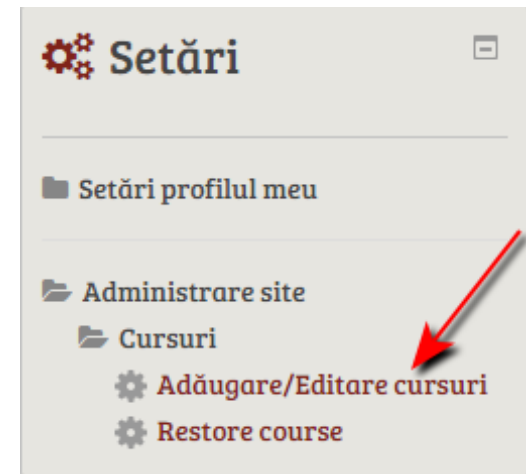 Setări
Setări profilul meu
Administrare site
Cursuri
Adăugare/Editare cursuri
Restore course